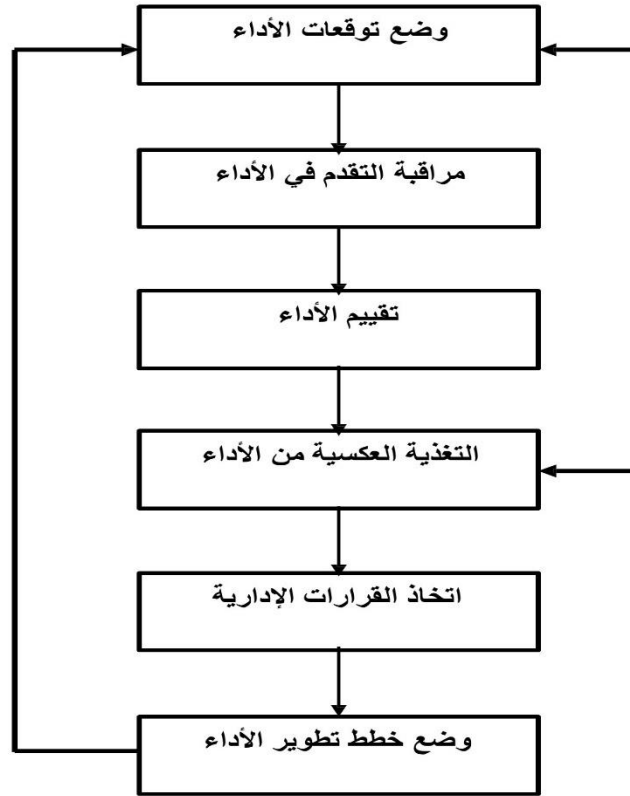 وضع توقعات الأداء
مراقبة التقدم في الأداء
تقييم الأداء
التغذية العكسية من الأداء
اتخاذ القرارات الإدارية
وضع خطط تطوير الأداء